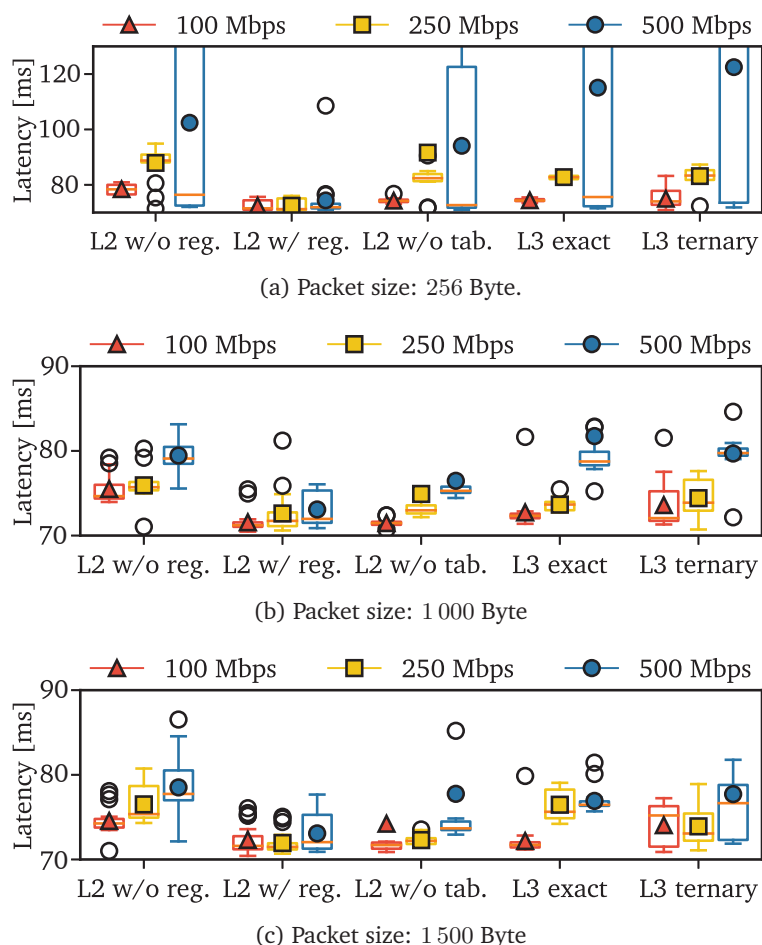 100 Mbps 250 Mbps 500 Mbps
Latency [ms]
120
100
80
L2 w/o reg. L2 w/ reg. L2 w/o tab. L3 exact L3 ternary
(a) Packet size: 256 Byte.
100 Mbps 250 Mbps 500 Mbps
Latency [ms]
90
80
70
L2 w/o reg. L2 w/ reg. L2 w/o tab. L3 exact L3 ternary
(b) Packet size: 1 000 Byte
100 Mbps 250 Mbps 500 Mbps
Latency [ms]
90
80
70
L2 w/o reg. L2 w/ reg. L2 w/o tab. L3 exact L3 ternary
(c) Packet size: 1 500 Byte